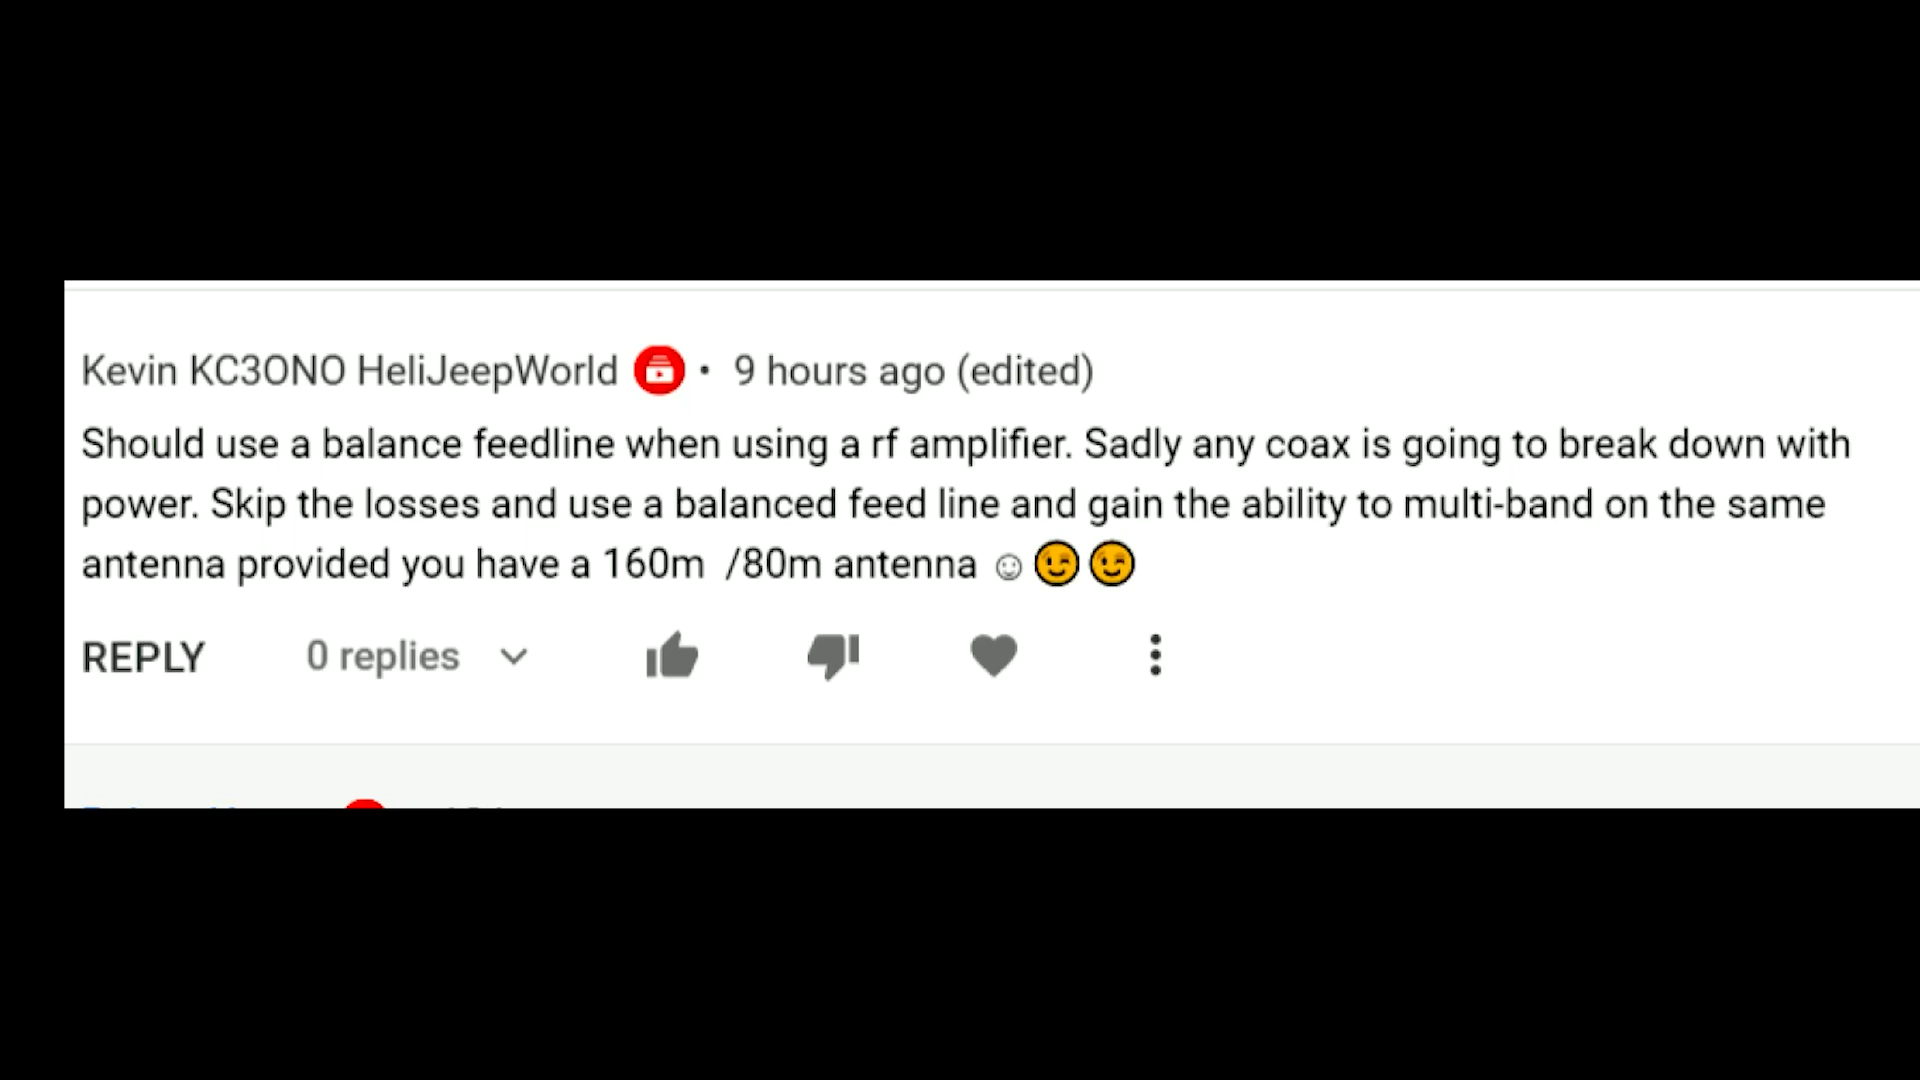 Kevin KC3ONO HeliJeepWorld • 9 hours ago (edited)
Should use a balance feedline when using a rf amplifier. Sadly any coax is going to break down with
power. Skip the losses and use a balanced feed line and gain the ability to multi-band on the same
antenna provided you have a 160m  /80m antenna ☺😉😉
REPLY 0 replies